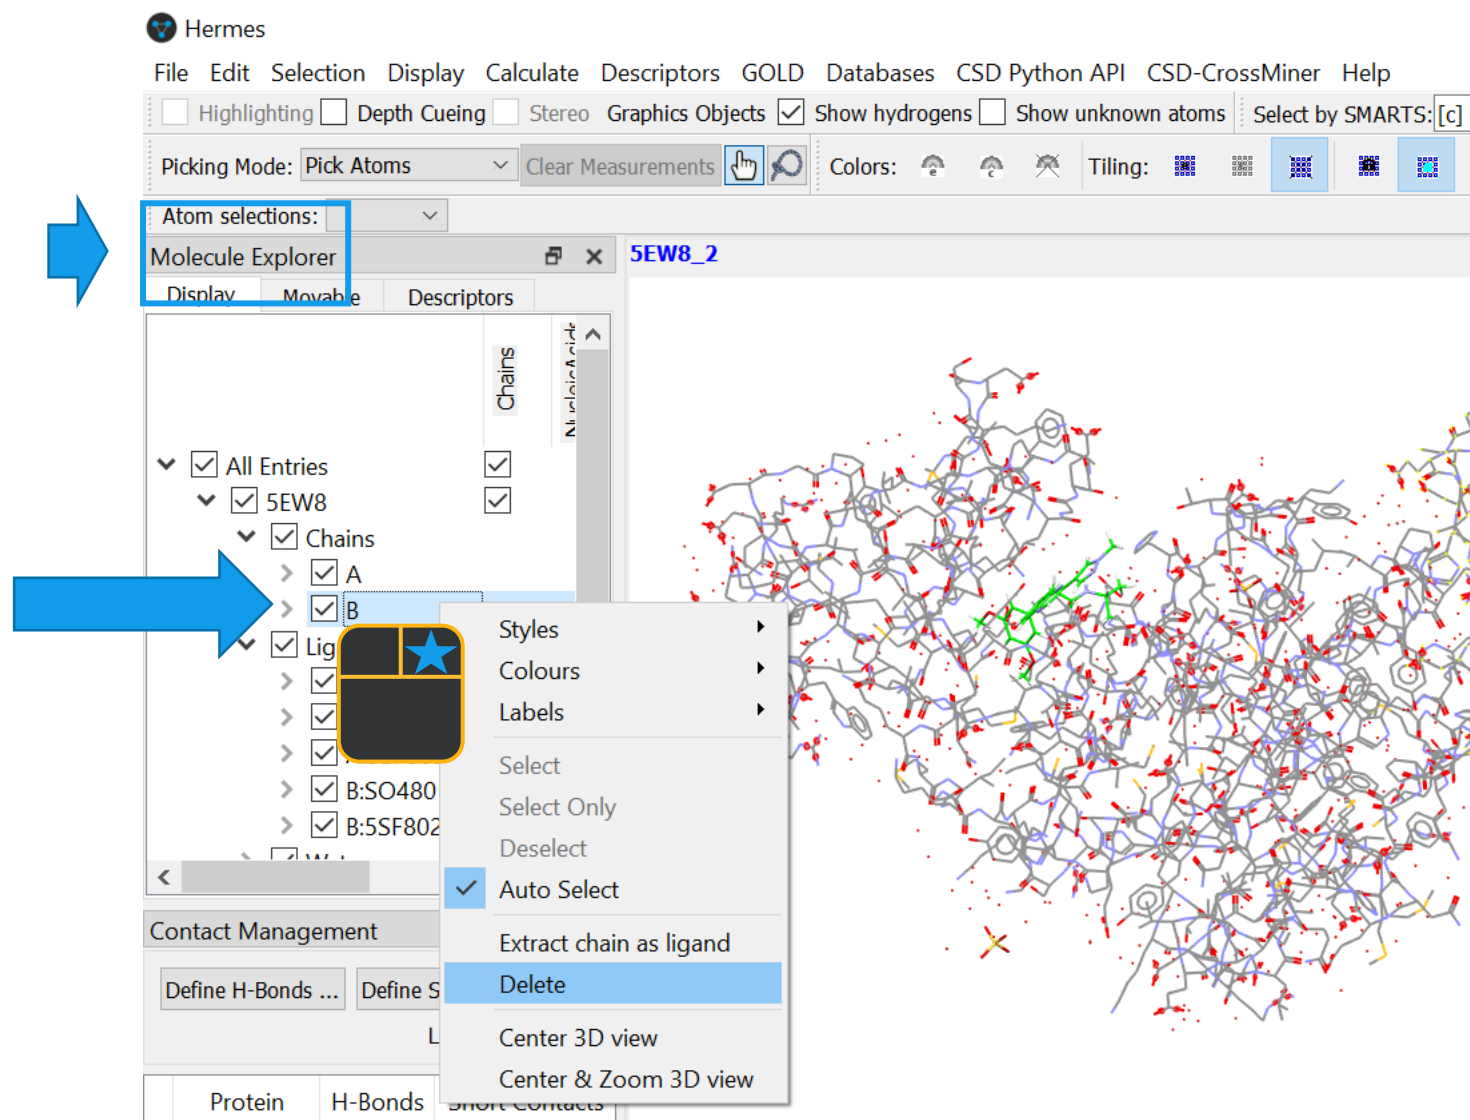 Hermes
File Edit Selection Display Calculate Descriptors GOLD Databases CSD Python API CSD-CrossMiner Help
Highlighting Depth Cueing Stereo Graphics Objects Show hydrogens Show unknown atoms Select by SMARTS: [c]
Picking Mode: Pick Atoms Clear Measurements Colors: e c Tiling:
Atom selections:
Molecule Explorer
5EW8_2
Display Movable Descriptors
Chains
NucleicAcids
All Entries
5EW8
Chains
A
B
Lig
B:SO480
B:5SF802
Styles
Colours
Labels
Select
Select Only
Deselect
Auto Select
Extract chain as ligand
Delete
Center 3D view
Center & Zoom 3D view
Contact Management
Define H-Bonds ... Define S
L
Protein H-Bonds Short Contacts